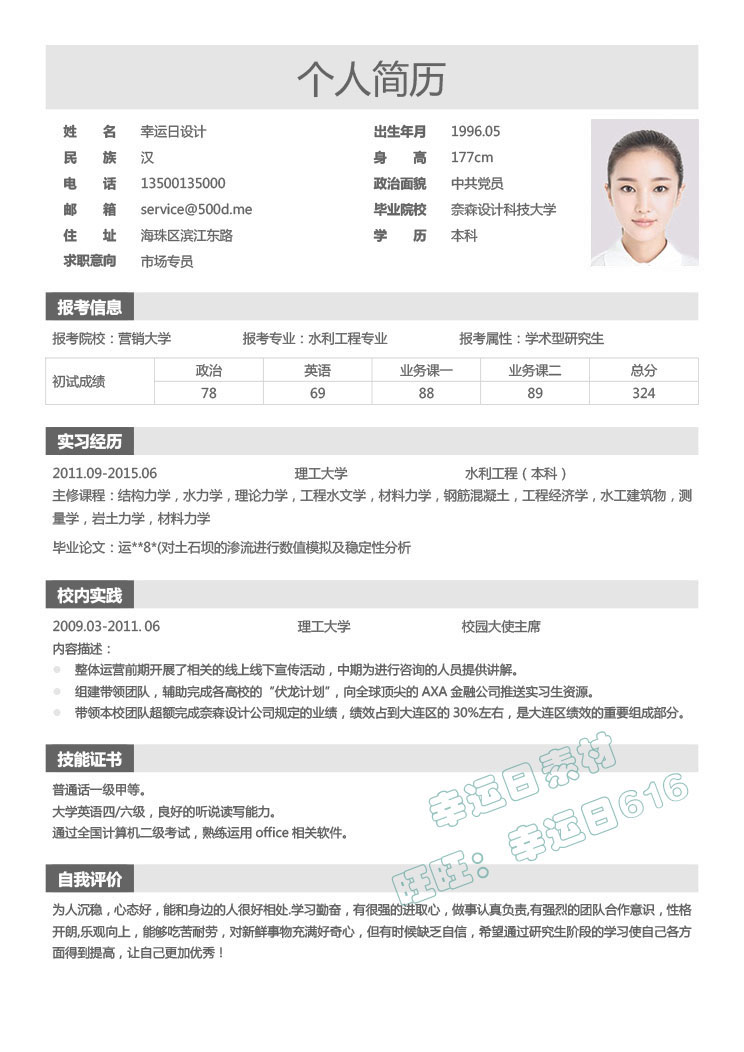 个人简历
姓 名 幸运日设计 出生年月 1996.05
民 族 汉 身 高 177cm
电 话 13500135000 政治面貌 中共党员
邮 箱 service@500d.me 毕业院校 奈森设计科技大学
住 址 海珠区滨江东路 学 历 本科
求职意向 市场专员
报考信息
报考院校：营销大学 报考专业：水利工程专业 报考属性：学术型研究生
初试成绩 政治 英语 业务课一 业务课二 总分
78 69 88 89 324
实习经历
2011.09-2015.06 理工大学 水利工程（本科）
主修课程：结构力学，水力学，理论力学，工程水文学，材料力学，钢筋混凝土，工程经济学，水工建筑物，测
量学，岩土力学，材料力学
毕业论文：运**8*(对土石坝的渗流进行数值模拟及稳定性分析
校内实践
2009.03-2011. 06 理工大学 校园大使主席
内容描述：
整体运营前期开展了相关的线上线下宣传活动，中期为进行咨询的人员提供讲解。
组建带领团队，辅助完成各高校的“伏龙计划”，向全球顶尖的 AXA 金融公司推送实习生资源。
带领本校团队超额完成奈森设计公司规定的业绩，绩效占到大连区的 30%左右，是大连区绩效的重要组成部分。
技能证书
普通话一级甲等。
大学英语四/六级，良好的听说读写能力。
通过全国计算机二级考试，熟练运用 office 相关软件。
幸运日素材
旺旺：幸运日616
自我评价
为人沉稳，心态好，能和身边的人很好相处.学习勤奋，有很强的进取心，做事认真负责,有强烈的团队合作意识，性格
开朗,乐观向上，能够吃苦耐劳，对新鲜事物充满好奇心，但有时候缺乏自信，希望通过研究生阶段的学习使自己各方
面得到提高，让自己更加优秀！